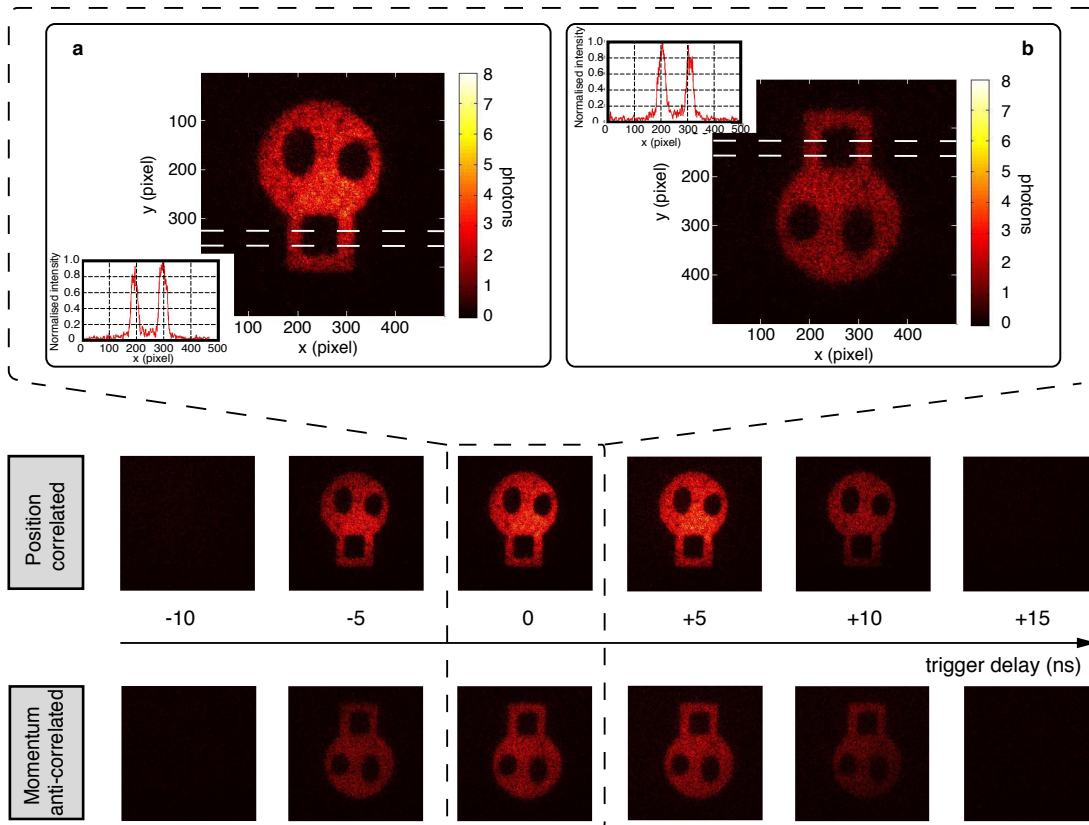 a
Normalised intensity
1.0
0.8
0.6
0.4
0.2
0
0 100 200 300 400 500
x (pixel)
y (pixel)
100
200
300
100 200 300 400
x (pixel)
8
7
6
5
4
3
2
1
0
photons
b
Normalised intensity
1.0
0.8
0.6
0.4
0.2
0
0 100 200 300 400 500
x (pixel)
y (pixel)
200
300
400
100 200 300 400
x (pixel)
8
7
6
5
4
3
2
1
0
photons
Position
correlated
-10 -5 0 +5 +10 +15
trigger delay (ns)
Momentum
anti-correlated